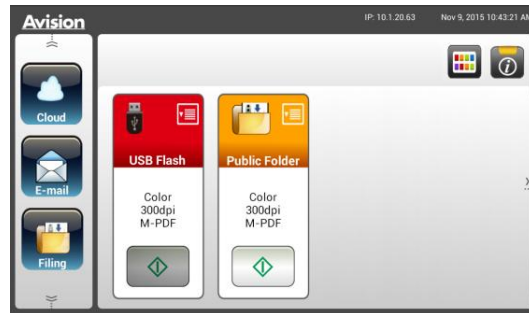 Avision
IP: 10.1.20.63 Nov 9, 2015 10:43:21 AM
Cloud
E-mail
Filing
USB Flash
Color
300dpi
M-PDF
Public Folder
Color
300dpi
M-PDF